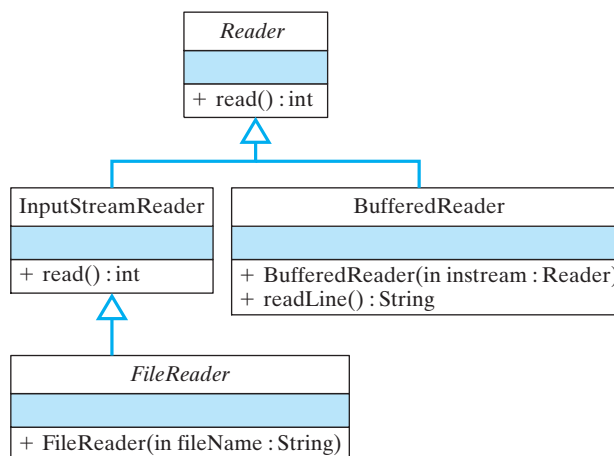 Reader
+ read() : int
InputStreamReader
+ read() : int
BufferedReader
+ BufferedReader(in instream : Reader)
+ readLine() : String
FileReader
+ FileReader(in fileName : String)